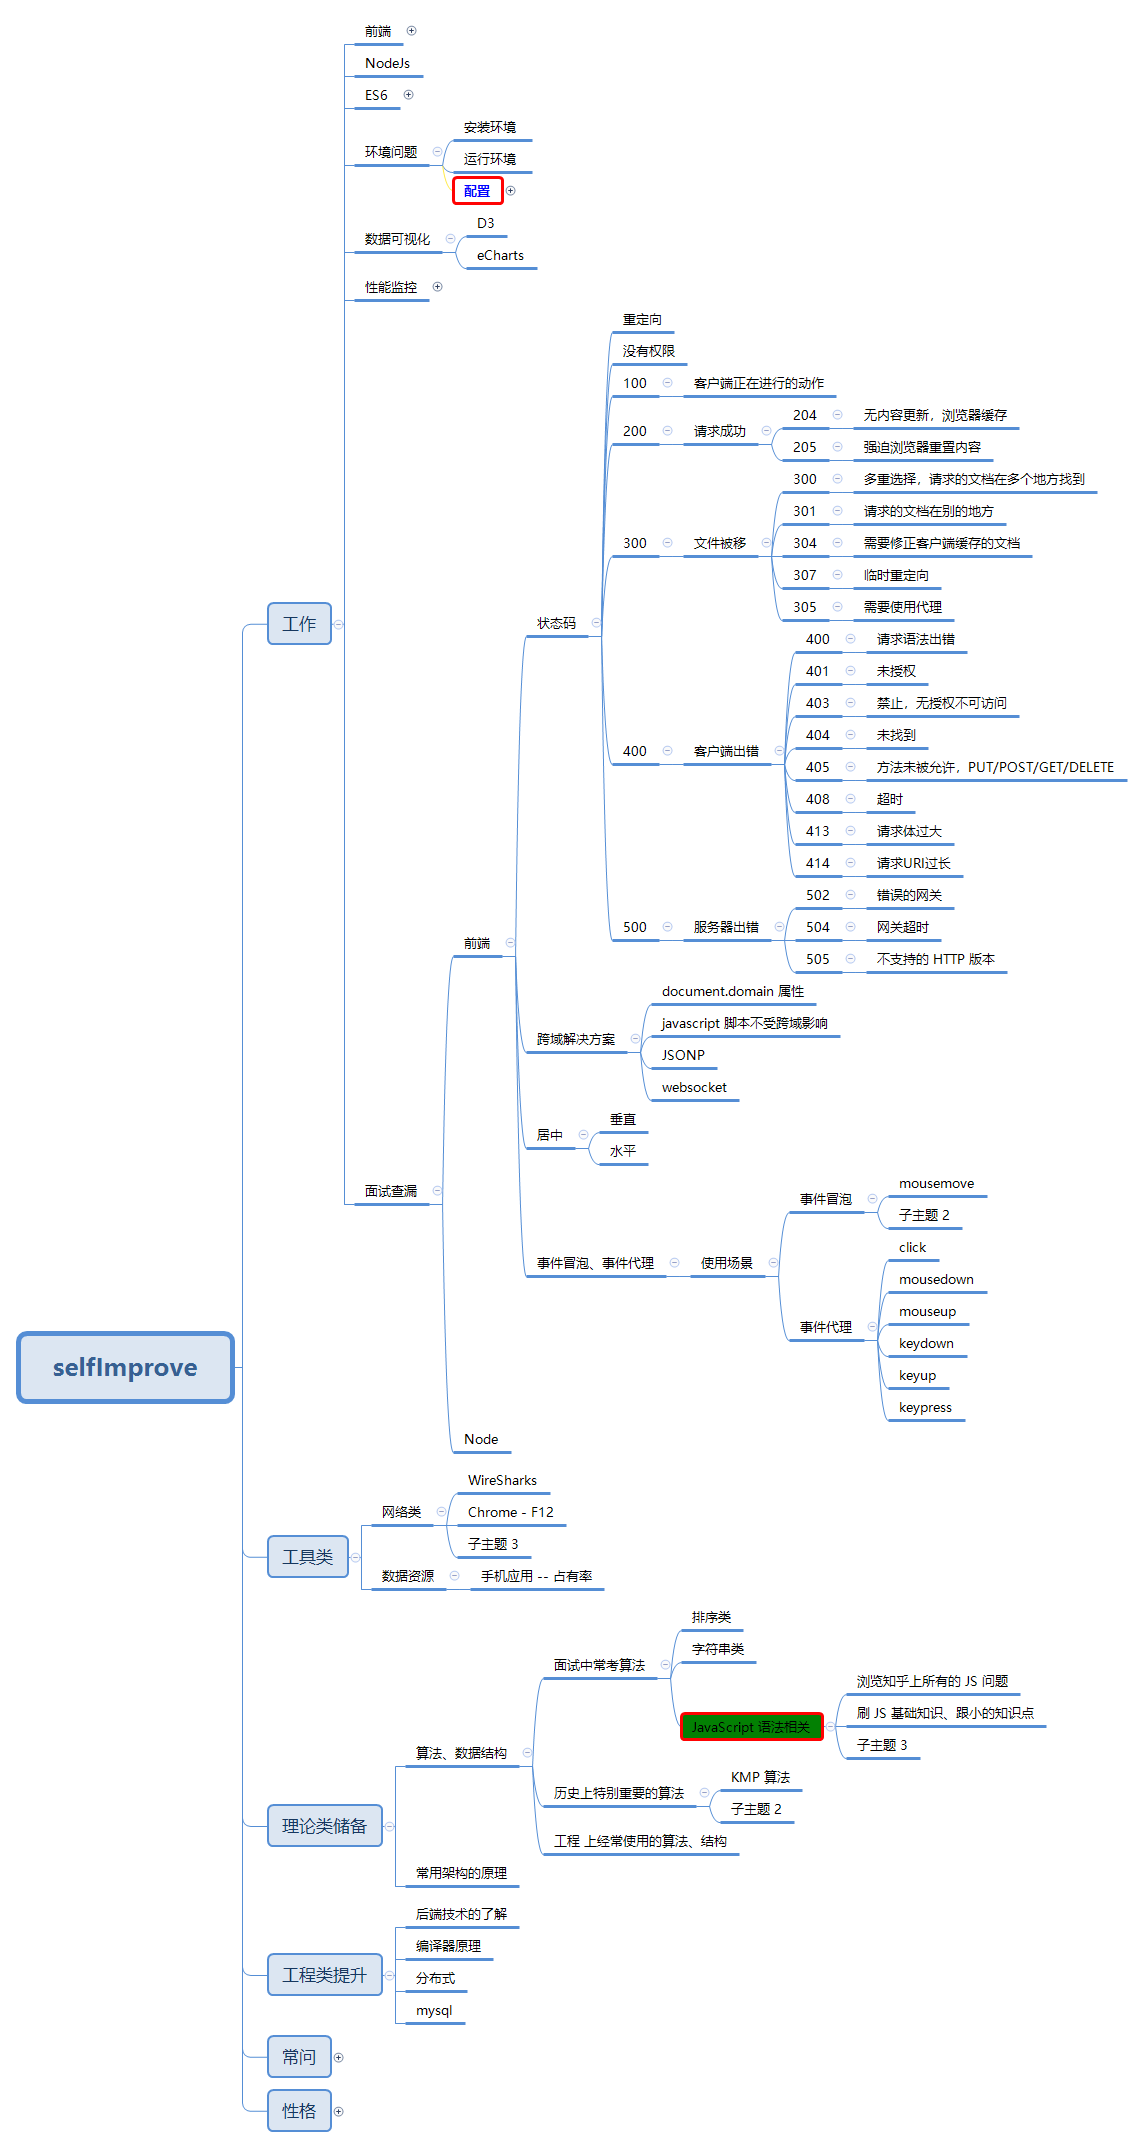 前端
NodeJs
ES6
安装环境
环境问题
运行环境
配置
D3
数据可视化
eCharts
性能监控
重定向
没有权限
100 客户端正在进行的动作
204 无内容更新，浏览器缓存
200 请求成功
205 强迫浏览器重置内容
300 多重选择，请求的文档在多个地方找到
301 请求的文档在别的地方
300 文件被移 304 需要修正客户端缓存的文档
307 临时重定向
305 需要使用代理
工作 状态码
400 请求语法出错
401 未授权
403 禁止，无授权不可访问
404 未找到
400 客户端出错
405 方法未被允许，PUT/POST/GET/DELETE
408 超时
413 请求体过大
414 请求URI过长
502 错误的网关
500 服务器出错 504 网关超时
前端
505 不支持的 HTTP 版本
document.domain 属性
javascript 脚本不受跨域影响
跨域解决方案
JSONP
websocket
垂直
居中
水平
mousemove
面试查漏 事件冒泡
子主题 2
click
事件冒泡、事件代理 使用场景
mousedown
mouseup
事件代理
keydown
selfImprove
keyup
keypress
Node
WireSharks
网络类 Chrome - F12
子主题 3
工具类
数据资源 手机应用 -- 占有率
排序类
字符串类
面试中常考算法
浏览知乎上所有的 JS 问题
JavaScript 语法相关 刷 JS 基础知识、跟小的知识点
子主题 3
算法、数据结构
KMP 算法
历史上特别重要的算法
子主题 2
理论类储备
工程 上经常使用的算法、结构
常用架构的原理
后端技术的了解
编译器原理
工程类提升
分布式
mysql
常问
性格